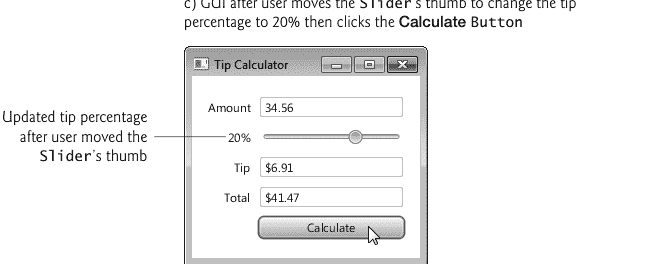 c) GUI after user moves the Slider's thumb to change the tip
percentage to 20% then clicks the Calculate Button
Tip Calculator
Amount 34.56
Updated tip percentage
after user moved the
Slider's thumb
20%
Tip $6.91
Total $41.47
Calculate